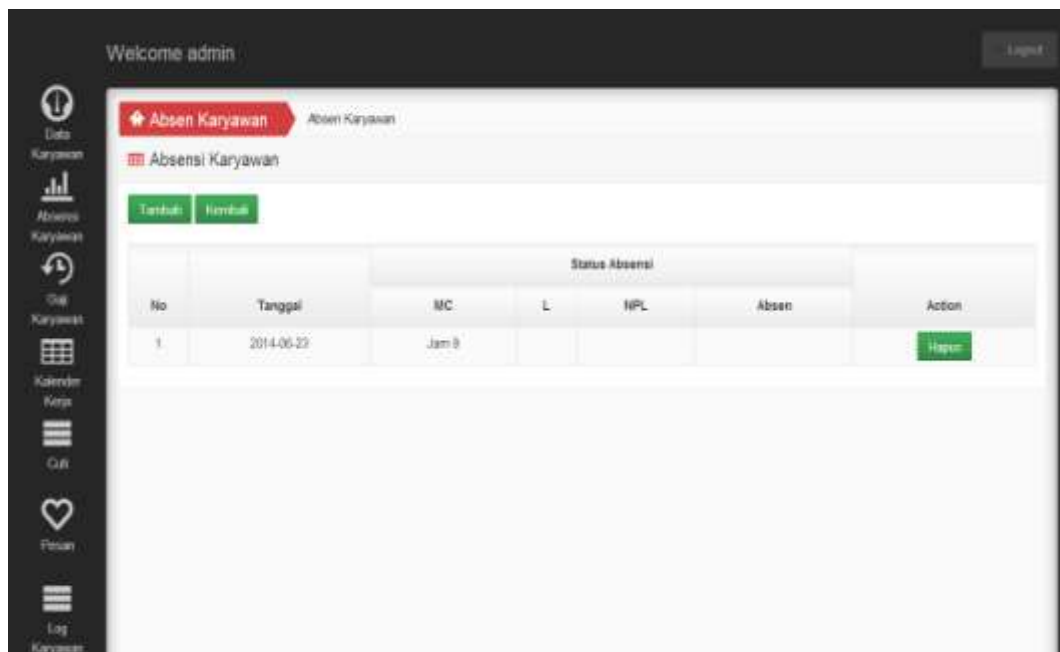 Welcome admin
Logout
Data
Karyawan
Absensi
Karyawan
Gaji
Karyawan
Kalender
Kerja
Cuti
Pesan
Log
Karyawan
Absen Karyawan
Absen Karyawan
Absensi Karyawan
Tambah Kembali
Status Absensi
No Tanggal MC L NPL Absen Action
1 2014-06-23 Jam 9 Hapus